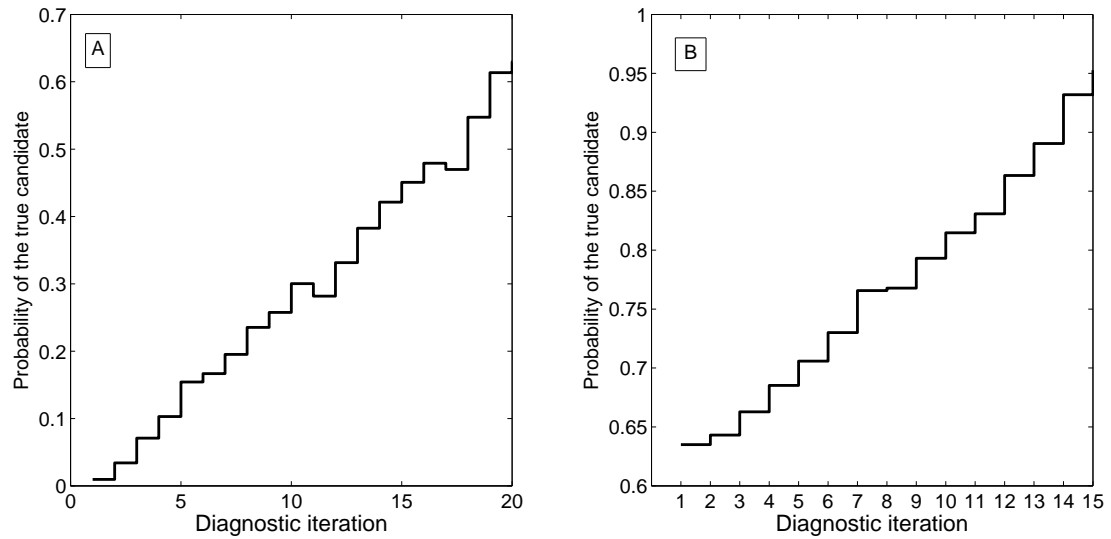 A
Probability of the true candidate
0.7
0.6
0.5
0.4
0.3
0.2
0.1
0
0 5 10 15 20
Diagnostic iteration
B
Probability of the true candidate
1
0.95
0.9
0.85
0.8
0.75
0.7
0.65
0.6
1 2 3 4 5 6 7 8 9 10 11 12 13 14 15
Diagnostic iteration